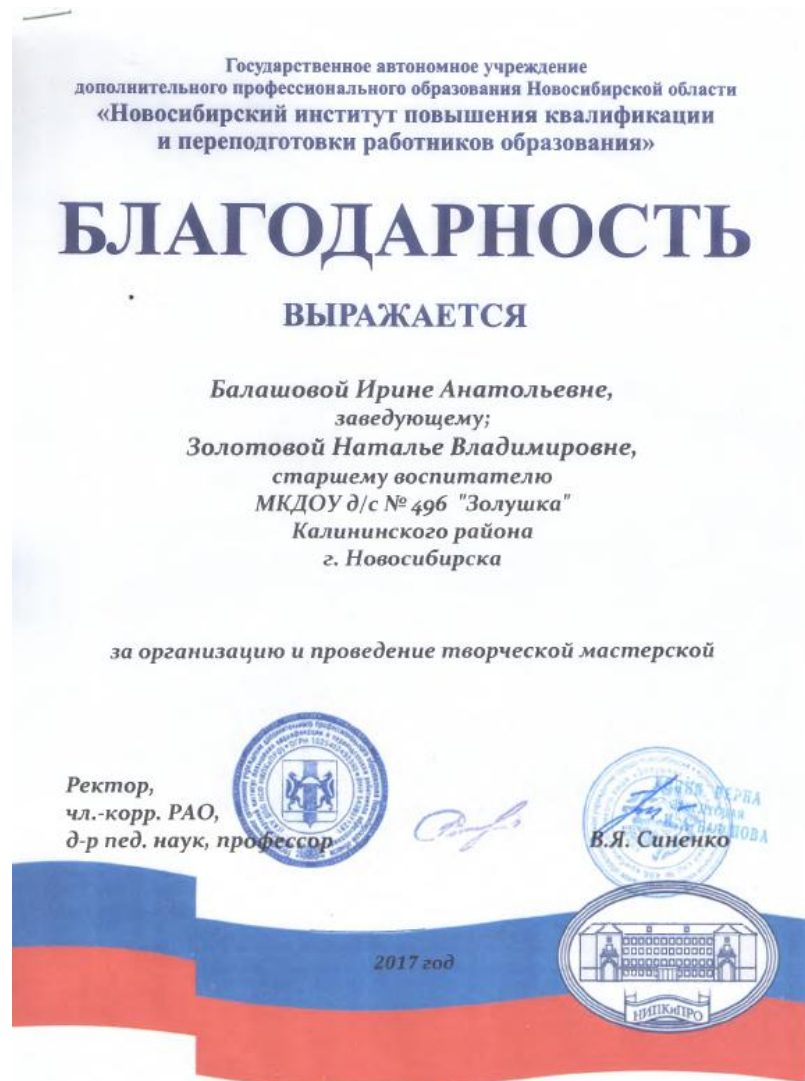 Государственное автономное учреждение
дополнительного профессионального образования Новосибирской области
«Новосибирский институт повышения квалификации
и переподготовки работников образования»
БЛАГОДАРНОСТЬ
ВЫРАЖАЕТСЯ
Балашовой Ирине Анатольевне,
заведующему;
Золотовой Наталье Владимировне,
старшему воспитателю
МКДОУ д/с № 496 "Золушка"
Калининского района
г. Новосибирска
за организацию и проведение творческой мастерской
Ректор,
чл.-корр. РАО,
д-р пед. наук, профессор
В.Я. Синенко
ВЕРНА
2017 год
НИПКиПРО